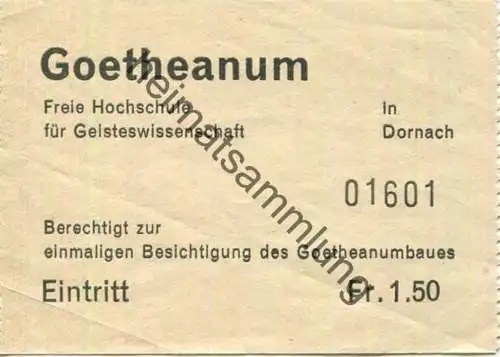 Goetheanum
Freie Hochschule in
für Geisteswissenschaft Dornach
01601
Berechtigt zur
einmaligen Besichtigung des Goetheanumbaues
Eintritt Fr. 1.50
heimatsammlung